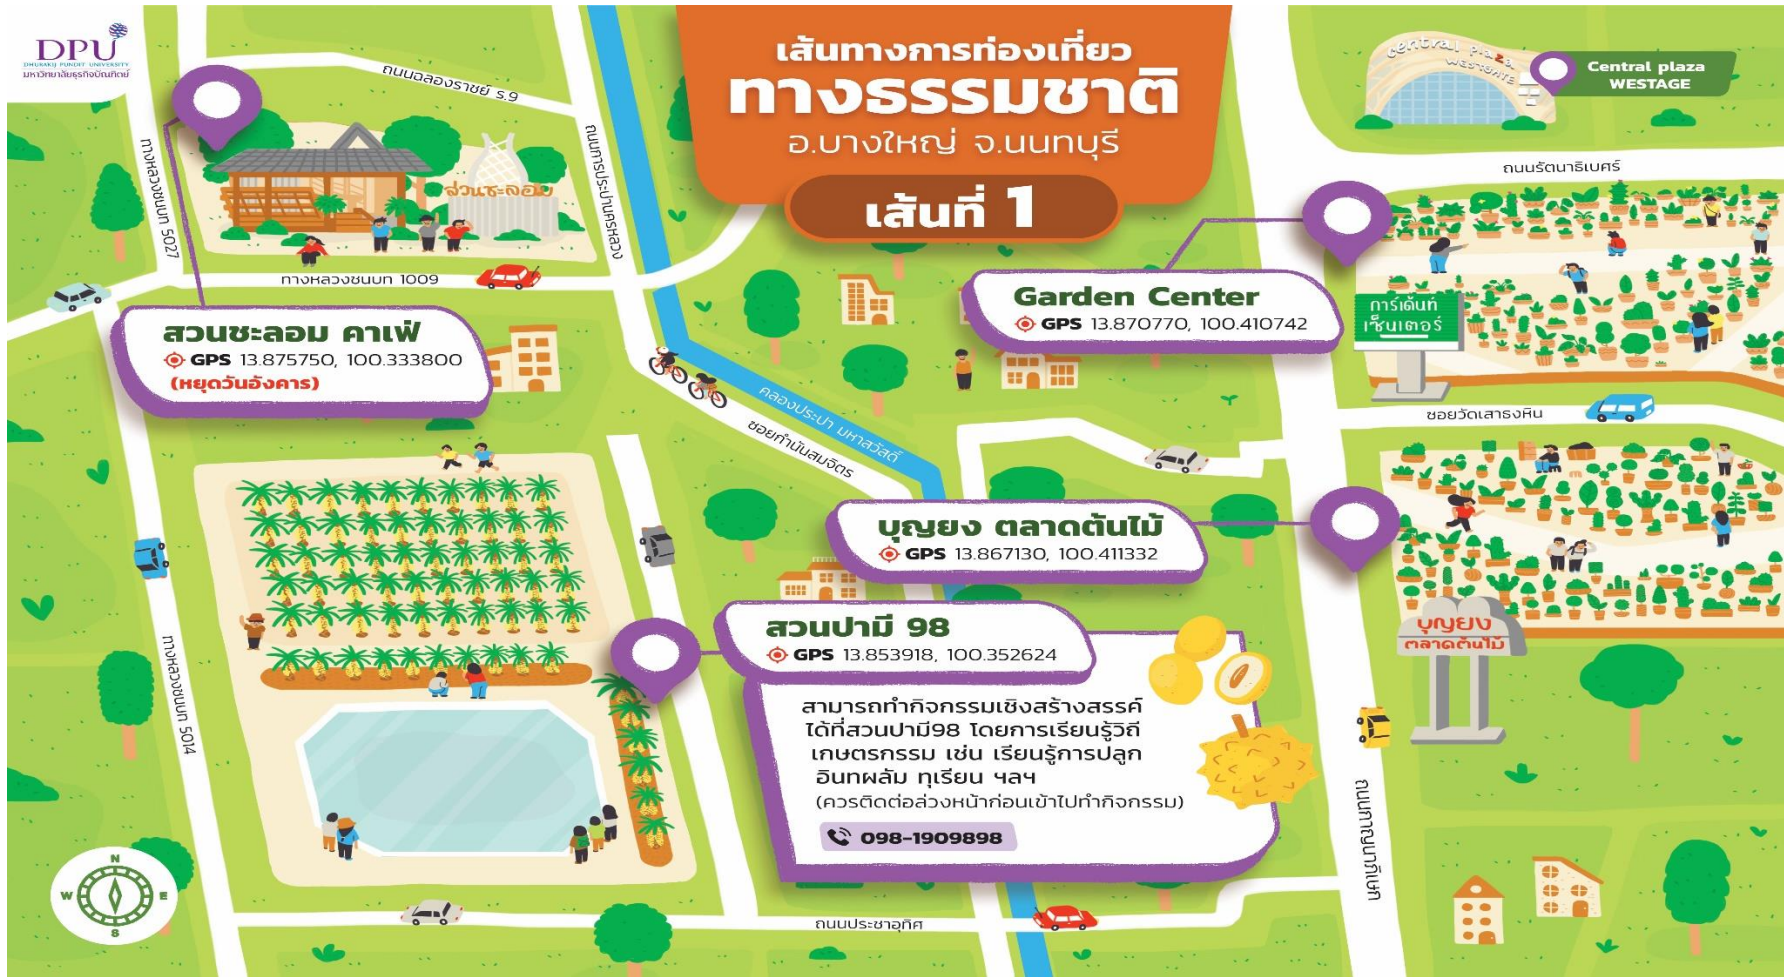 DPU
DHURAKIJ PUNDIT UNIVERSITY
มหาวิทยาลัยธุรกิจบัณฑิตย์
เส้นทางการท่องเที่ยว
ทางธรรมชาติ
อ.บางใหญ่ จ.นนทบุรี
เส้นที่ 1
central plaza
WESTGATE
Central plaza
WESTAGE
ถนนฉลองราชย์ ร.9
ทางหลวงชนบท 5027
ถนนการประปานครหลวง
ถนนรัตนาธิเบศร์
สวนชะลอม
ทางหลวงชนบท 1009
Garden Center
GPS 13.870770, 100.410742
การ์เด้นท์
เซ็นเตอร์
สวนชะลอม คาเฟ่
GPS 13.875750, 100.333800
(หยุดวันอังคาร)
คลองประปา มหาสวัสดิ์
ซอยกำนันสมจิตร
ซอยวัดเสาธงหิน
บุญยง ตลาดต้นไม้
GPS 13.867130, 100.411332
บุญยง
ตลาดต้นไม้
สวนปามี 98
GPS 13.853918, 100.352624
สามารถทำกิจกรรมเชิงสร้างสรรค์
ได้ที่สวนปามี98 โดยการเรียนรู้วิถี
เกษตรกรรม เช่น เรียนรู้การปลูก
อินทผลัม ทุเรียน ฯลฯ
(ควรติดต่อล่วงหน้าก่อนเข้าไปทำกิจกรรม)
098-1909898
ทางหลวงชนบท 5014
ถนนกาญนาภิเษก
ถนนประชาอุทิศ
N
W
E
S